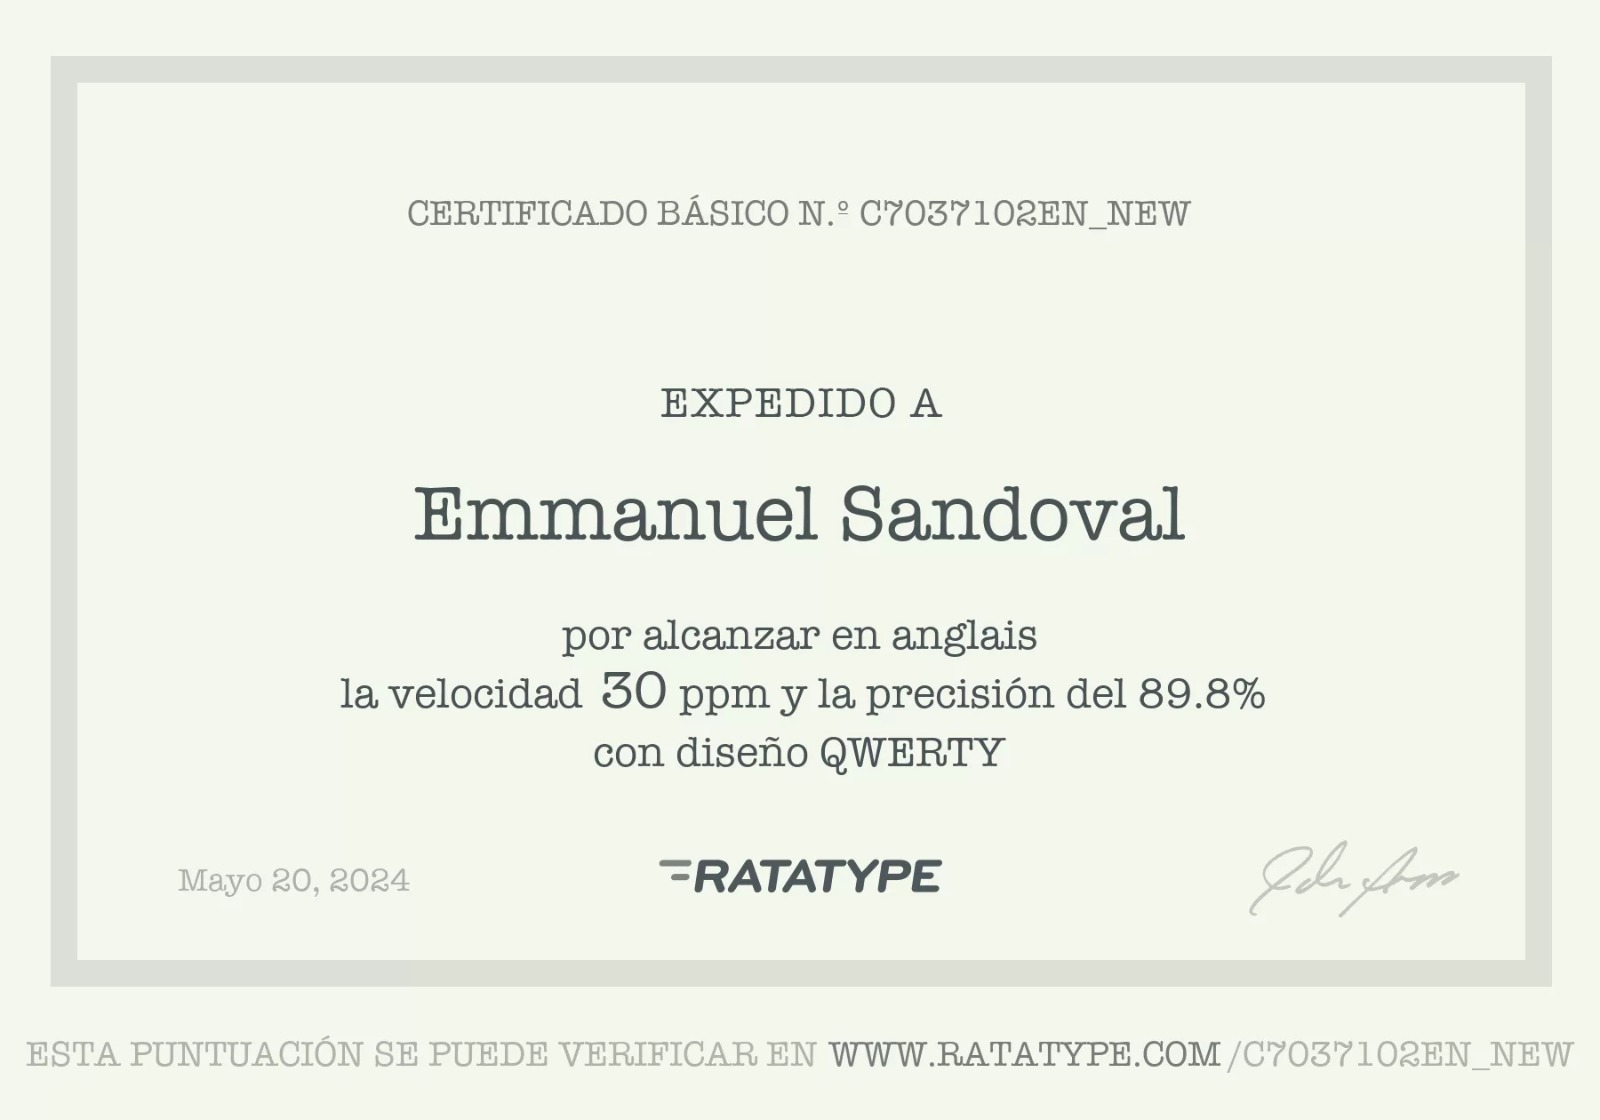 CERTIFICADO BÁSICO N.º C7037102EN_NEW
EXPEDIDO A
Emmanuel Sandoval
por alcanzar en anglais
la velocidad 30 ppm y la precisión del 89.8%
con diseño QWERTY
Mayo 20, 2024
RATATYPE
ESTA PUNTUACIÓN SE PUEDE VERIFICAR EN WWW.RATATYPE.COM/C7037102EN_NEW